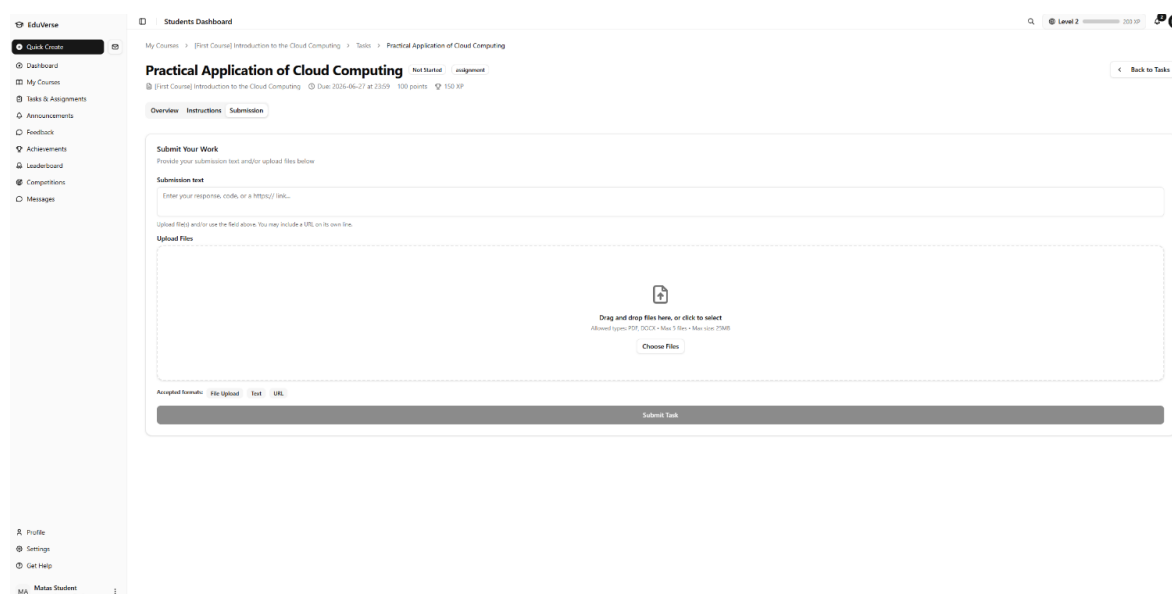 EduVerse
Quick Create
Dashboard
My Courses
Tasks & Assignments
Announcements
Feedback
Achievements
Leaderboard
Competitions
Messages
Profile
Settings
Get Help
MA Matas Student
Students Dashboard
Level 2 200 XP
My Courses > [First Course] Introduction to the Cloud Computing > Tasks > Practical Application of Cloud Computing
Practical Application of Cloud Computing Not Started assignment
[First Course] Introduction to the Cloud Computing Due: 2026-06-27 at 23:59 100 points 150 XP
Back to Tasks
Overview Instructions Submission
Submit Your Work
Provide your submission text and/or upload files below
Submission text
Enter your response, code, or a https:// link...
Upload file(s) and/or use the field above. You may include a URL on its own line.
Upload Files
Drag and drop files here, or click to select
Allowed types: PDF, DOCX • Max 5 files • Max size 25MB
Choose Files
Accepted formats: File Upload Text URL
Submit Task